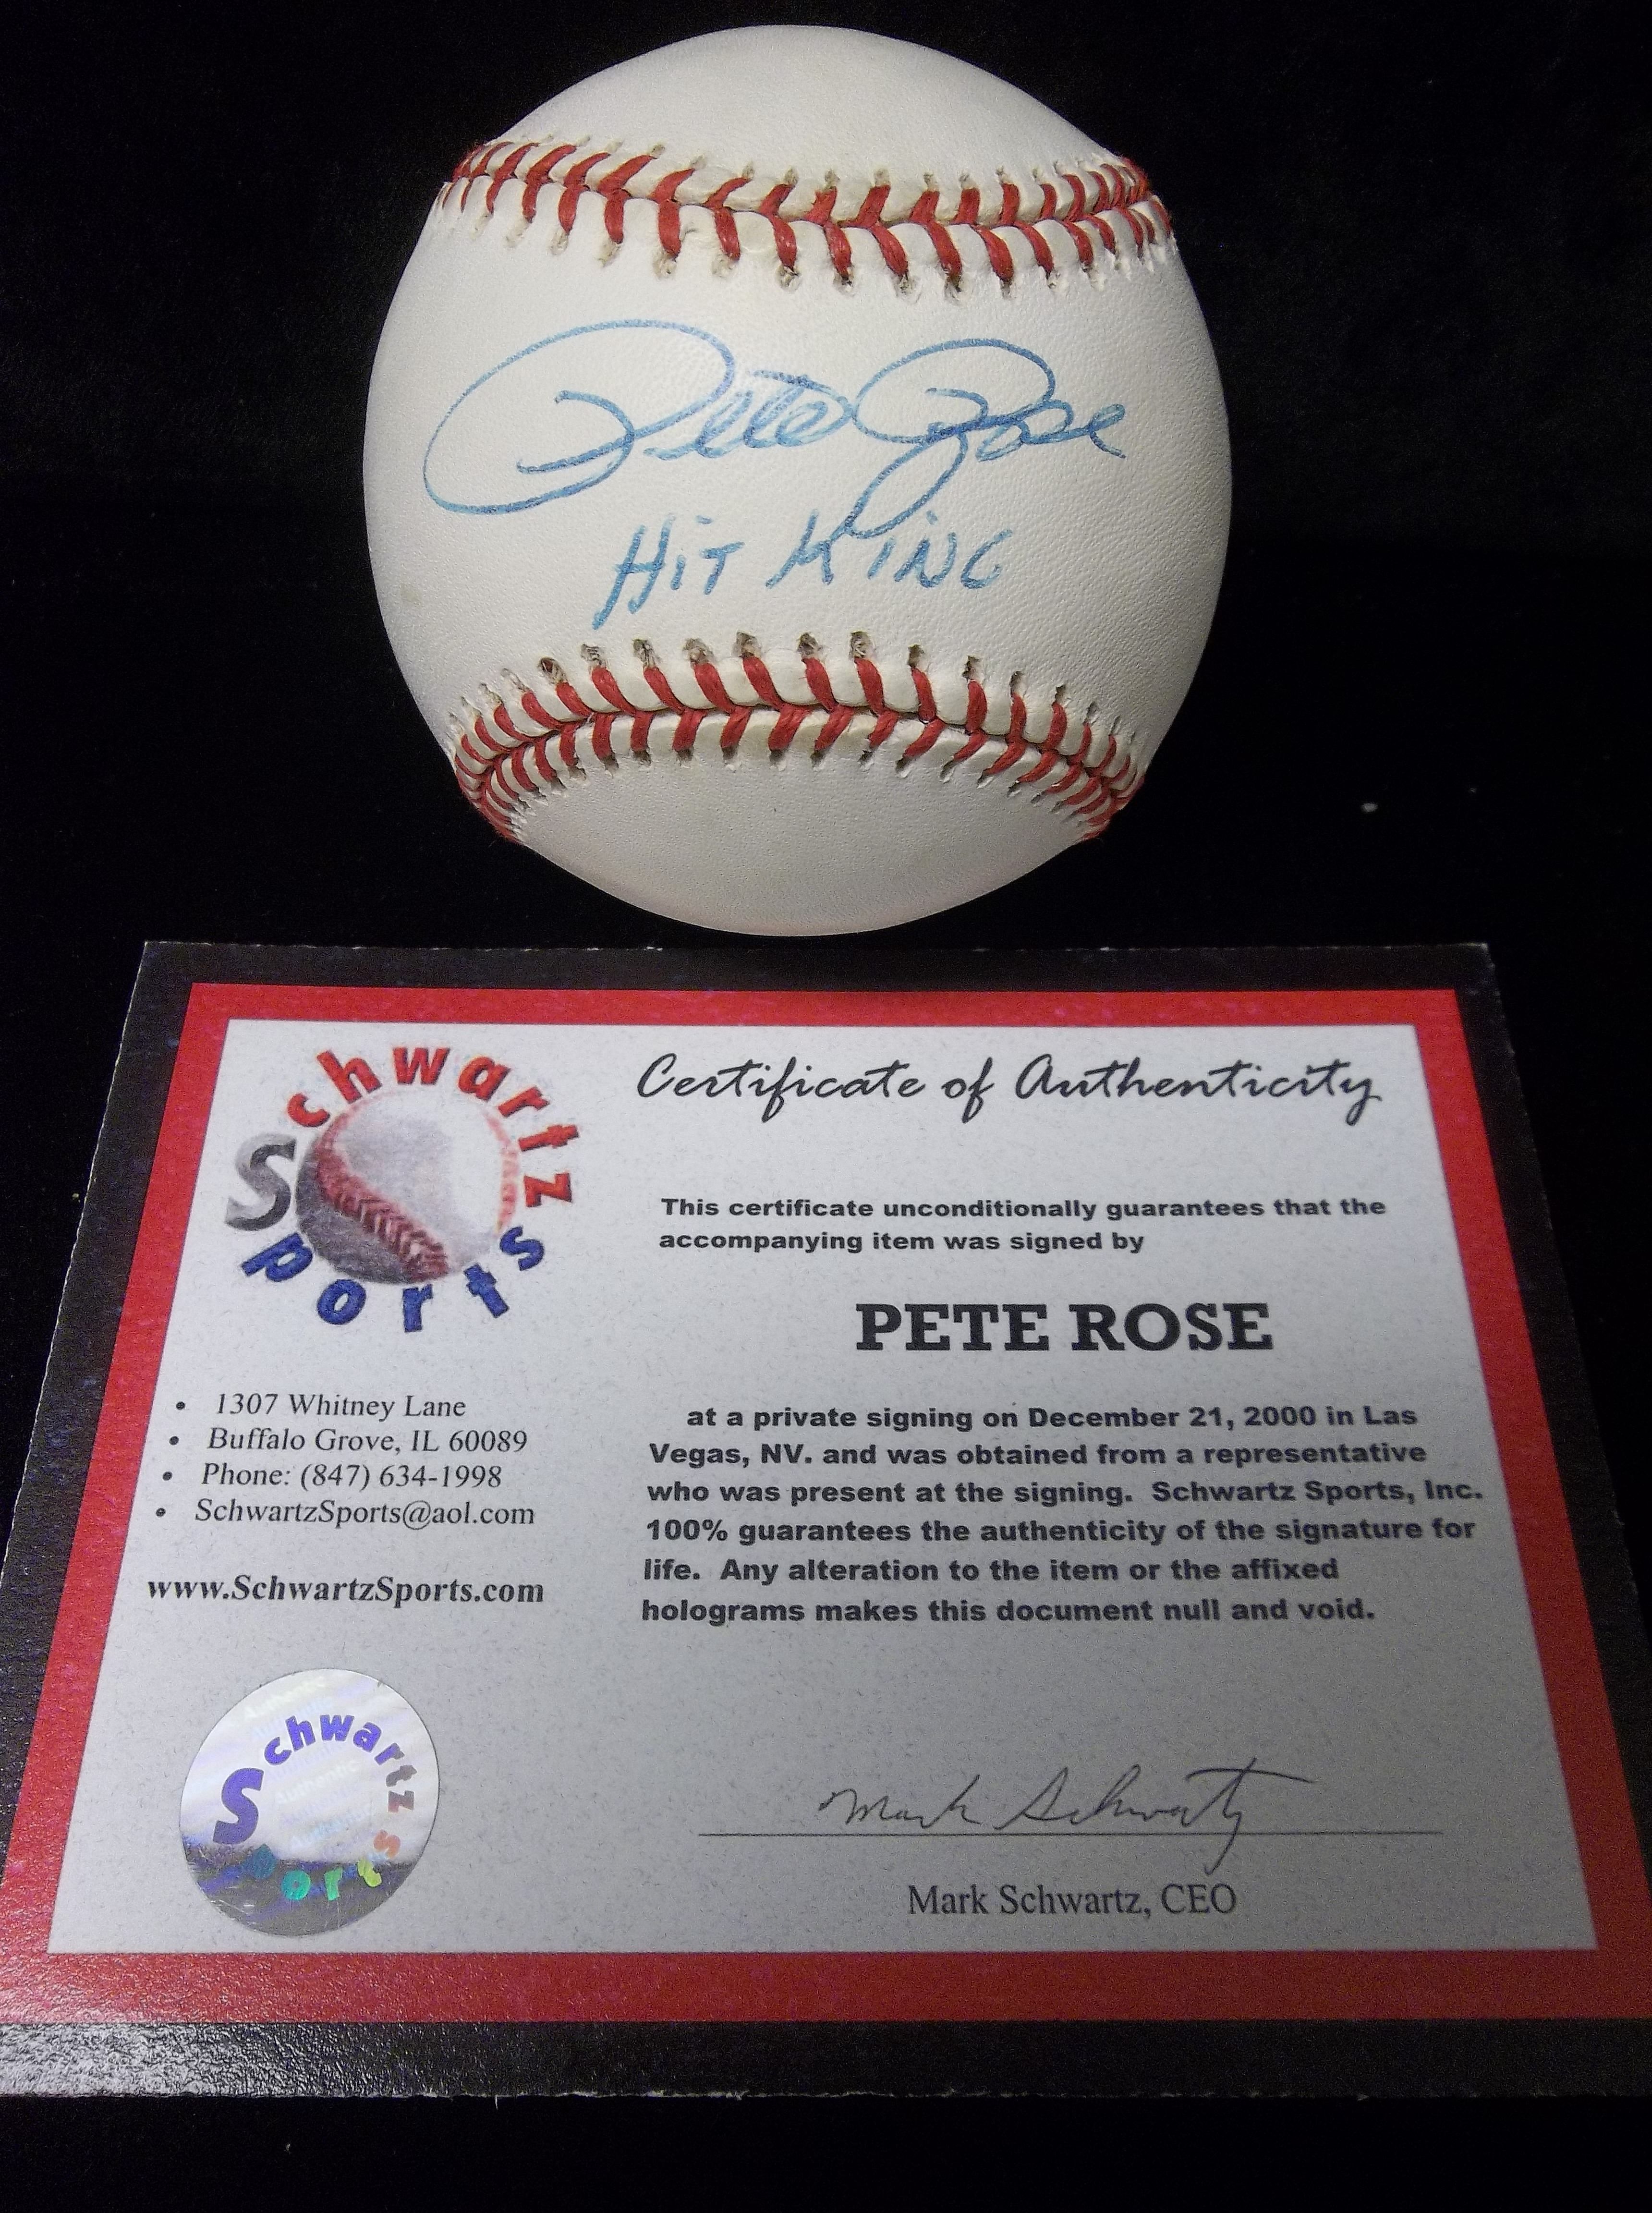 Pete Rose
HiT KiNG
Schwartz
Sports
Certificate of Authenticity
This certificate unconditionally guarantees that the
accompanying item was signed by
PETE ROSE
at a private signing on December 21, 2000 in Las
Vegas, NV. and was obtained from a representative
who was present at the signing.  Schwartz Sports, Inc.
100% guarantees the authenticity of the signature for
life.  Any alteration to the item or the affixed
holograms makes this document null and void.
• 1307 Whitney Lane
• Buffalo Grove, IL 60089
• Phone: (847) 634-1998
• SchwartzSports@aol.com
www.SchwartzSports.com
Schwartz
Sports
Authentic
Mark Schwartz
Mark Schwartz, CEO